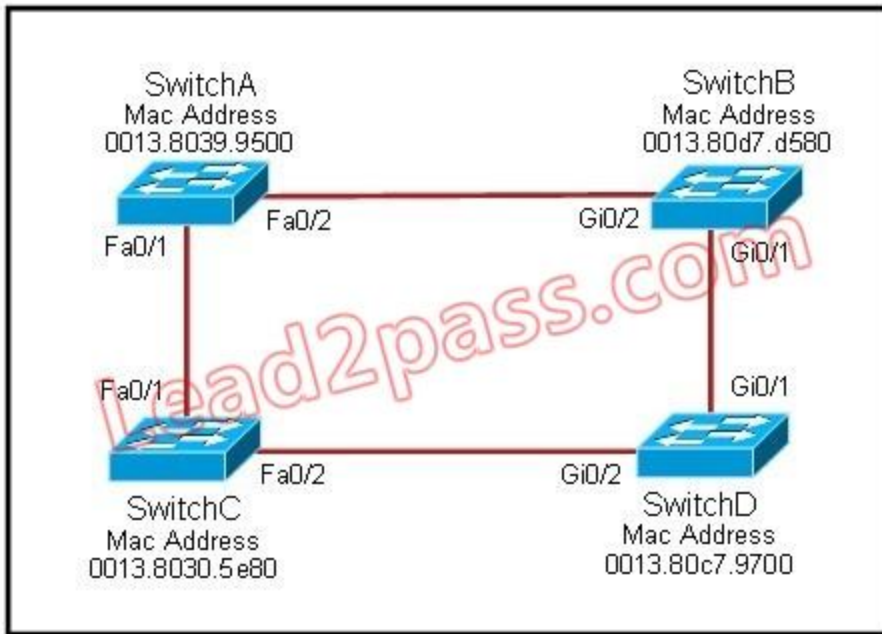 SwitchA
Mac Address
0013.8039.9500
SwitchB
Mac Address
0013.80d7.d580
Fa0/2
Gi0/2
Fa0/1
Gi0/1
Lead2pass.com
Fa0/1
Gi0/1
Fa0/2
Gi0/2
SwitchC
Mac Address
0013.8030.5e80
SwitchD
Mac Address
0013.80c7.9700